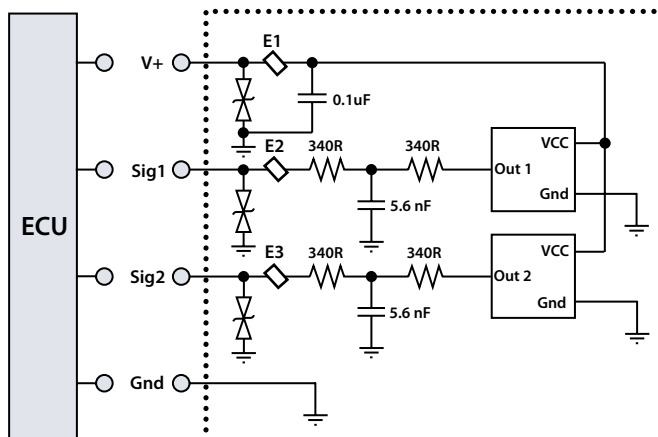 ECU
V+
E1
0.1uF
Sig1
E2
340R
340R
5.6 nF
Out 1
VCC
Gnd
Sig2
E3
340R
340R
5.6 nF
Out 2
VCC
Gnd
Gnd